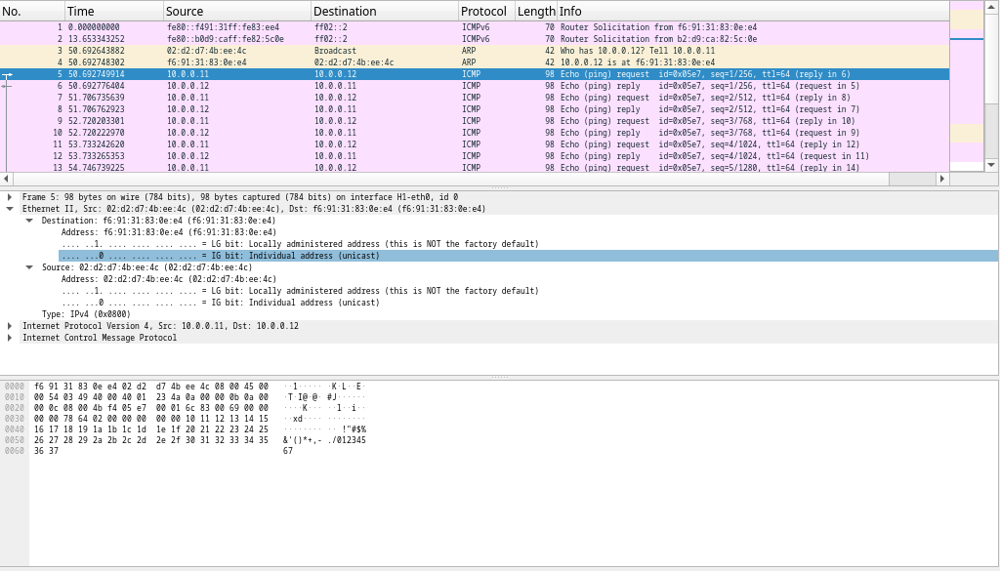 No. Time Source Destination Protocol Length Info
1 0.000000000 fe80::f491:31ff:fe83:ee4 ff02::2 ICMPv6 70 Router Solicitation from f6:91:31:83:0e:e4
2 13.653343252 fe80::b0d9:caff:fe82:5c0e ff02::2 ICMPv6 70 Router Solicitation from b2:d9:ca:82:5c:0e
3 50.692643882 02:d2:d7:4b:ee:4c Broadcast ARP 42 Who has 10.0.0.12? Tell 10.0.0.11
4 50.692748302 f6:91:31:83:0e:e4 02:d2:d7:4b:ee:4c ARP 42 10.0.0.12 is at f6:91:31:83:0e:e4
5 50.692749914 10.0.0.11 10.0.0.12 ICMP 98 Echo (ping) request id=0x05e7, seq=1/256, ttl=64 (reply in 6)
6 50.692776404 10.0.0.12 10.0.0.11 ICMP 98 Echo (ping) reply id=0x05e7, seq=1/256, ttl=64 (request in 5)
7 51.706735639 10.0.0.11 10.0.0.12 ICMP 98 Echo (ping) request id=0x05e7, seq=2/512, ttl=64 (reply in 8)
8 51.706762923 10.0.0.12 10.0.0.11 ICMP 98 Echo (ping) reply id=0x05e7, seq=2/512, ttl=64 (request in 7)
9 52.720203301 10.0.0.11 10.0.0.12 ICMP 98 Echo (ping) request id=0x05e7, seq=3/768, ttl=64 (reply in 10)
10 52.720222970 10.0.0.12 10.0.0.11 ICMP 98 Echo (ping) reply id=0x05e7, seq=3/768, ttl=64 (request in 9)
11 53.733242620 10.0.0.11 10.0.0.12 ICMP 98 Echo (ping) request id=0x05e7, seq=4/1024, ttl=64 (reply in 12)
12 53.733265353 10.0.0.12 10.0.0.11 ICMP 98 Echo (ping) reply id=0x05e7, seq=4/1024, ttl=64 (request in 11)
13 54.746739225 10.0.0.11 10.0.0.12 ICMP 98 Echo (ping) request id=0x05e7, seq=5/1280, ttl=64 (reply in 14)
Frame 5: 98 bytes on wire (784 bits), 98 bytes captured (784 bits) on interface H1-eth0, id 0
Ethernet II, Src: 02:d2:d7:4b:ee:4c (02:d2:d7:4b:ee:4c), Dst: f6:91:31:83:0e:e4 (f6:91:31:83:0e:e4)
Destination: f6:91:31:83:0e:e4 (f6:91:31:83:0e:e4)
Address: f6:91:31:83:0e:e4 (f6:91:31:83:0e:e4)
.... ..1. .... .... .... .... = LG bit: Locally administered address (this is NOT the factory default)
.... ...0 .... .... .... .... = IG bit: Individual address (unicast)
Source: 02:d2:d7:4b:ee:4c (02:d2:d7:4b:ee:4c)
Address: 02:d2:d7:4b:ee:4c (02:d2:d7:4b:ee:4c)
.... ..1. .... .... .... .... = LG bit: Locally administered address (this is NOT the factory default)
.... ...0 .... .... .... .... = IG bit: Individual address (unicast)
Type: IPv4 (0x0800)
Internet Protocol Version 4, Src: 10.0.0.11, Dst: 10.0.0.12
Internet Control Message Protocol
0000 f6 91 31 83 0e e4 02 d2 d7 4b ee 4c 08 00 45 00 ··1····· ·K·L··E·
0010 00 54 03 49 40 00 40 01 23 4a 0a 00 00 0b 0a 00 ·T·I@·@· #J······
0020 00 0c 08 00 4b f4 05 e7 00 01 6c 83 00 69 00 00 ····K··· ··l··i··
0030 00 00 78 64 02 00 00 00 00 00 10 11 12 13 14 15 ··xd···· ········
0040 16 17 18 19 1a 1b 1c 1d 1e 1f 20 21 22 23 24 25 ········ ·· !"#$%
0050 26 27 28 29 2a 2b 2c 2d 2e 2f 30 31 32 33 34 35 &'()*+,- ./012345
0060 36 37 67